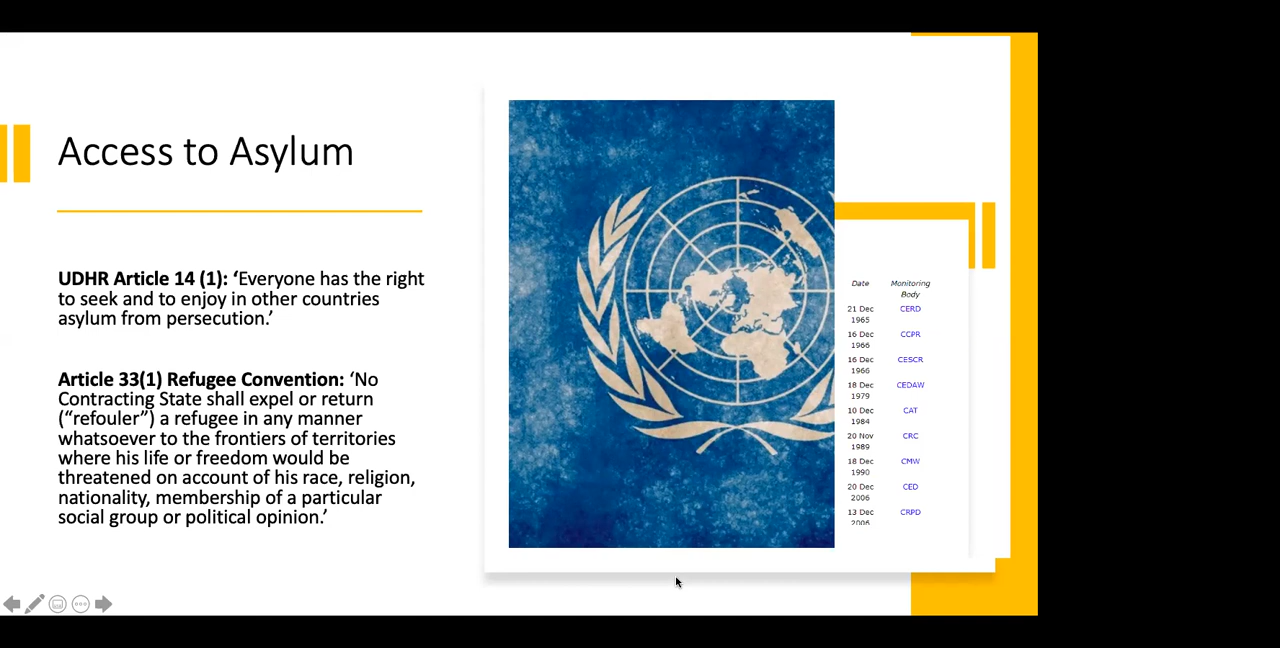 Access to Asylum
UDHR Article 14 (1): ‘Everyone has the right
to seek and to enjoy in other countries
asylum from persecution.’
Article 33(1) Refugee Convention: ‘No
Contracting State shall expel or return
(“refouler”) a refugee in any manner
whatsoever to the frontiers of territories
where his life or freedom would be
threatened on account of his race, religion,
nationality, membership of a particular
social group or political opinion.’
Date Monitoring
Body
21 Dec CERD
1965
16 Dec CCPR
1966
16 Dec CESCR
1966
18 Dec CEDAW
1979
10 Dec CAT
1984
20 Nov CRC
1989
18 Dec CMW
1990
20 Dec CED
2006
13 Dec CRPD
2006